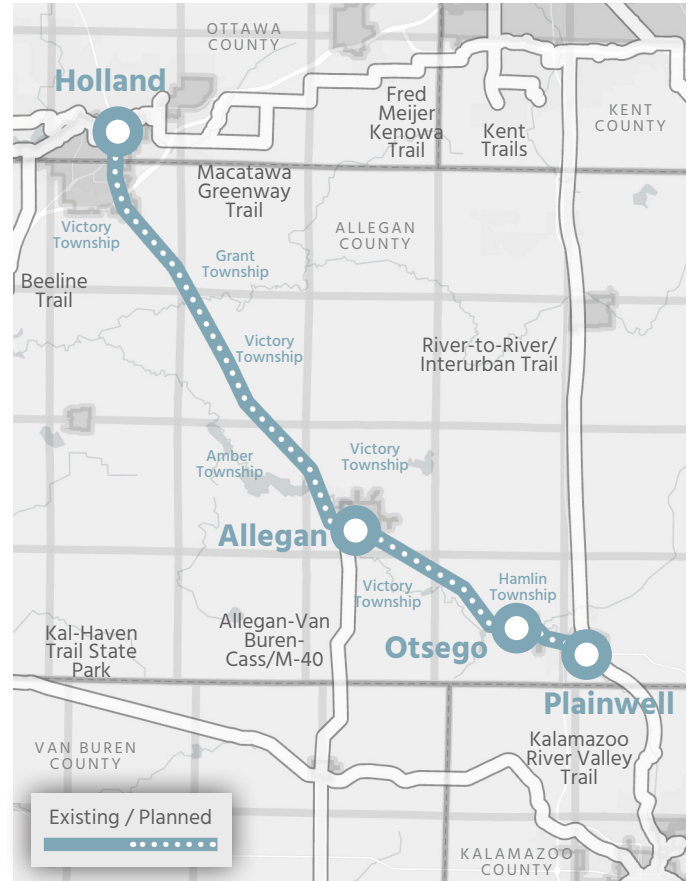 OTTAWA
COUNTY
Holland
Fred
Meijer
Kenowa
Trail
Kent
Trails
KENT
COUNTY
Macatawa
Greenway
Trail
Victory
Township
ALLEGAN
COUNTY
Grant
Township
Beeline
Trail
Victory
Township
River-to-River/
Interurban Trail
Amber
Township
Victory
Township
Allegan
Victory
Township
Hamlin
Township
Kal-Haven
Trail State
Park
Allegan-Van
Buren-
Cass/M-40
Otsego
Plainwell
Kalamazoo
River Valley
Trail
VAN BUREN
COUNTY
Existing / Planned
KALAMAZOO
COUNTY